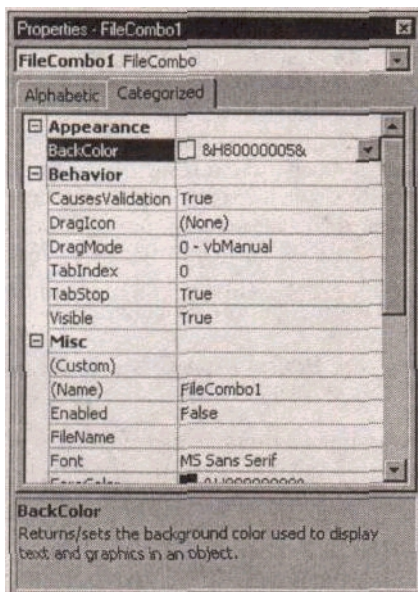 Properties - FileCombo1
FileCombo1 FileCombo
Alphabetic Categorized
Appearance
BackColor &H80000005&
Behavior
CausesValidation True
DragIcon (None)
DragMode 0 - vbManual
TabIndex 0
TabStop True
Visible True
Misc
(Custom)
(Name) FileCombo1
Enabled False
FileName
Font MS Sans Serif
BackColor
Returns/sets the background color used to display
text and graphics in an object.